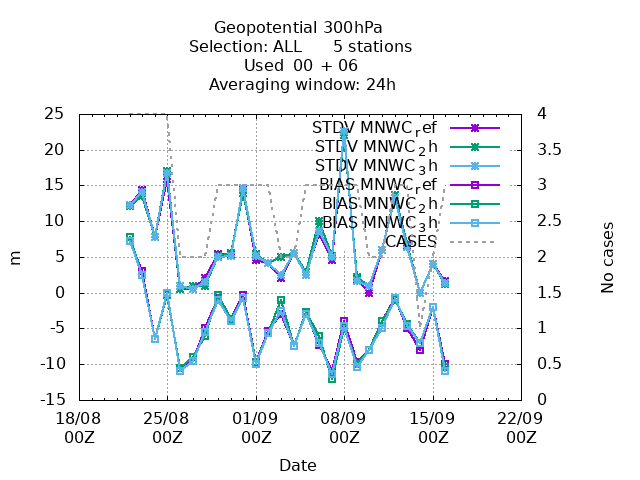 Geopotential 300hPa
Selection: ALL 5 stations
Used 00 + 06
Averaging window: 24h
25 4
20 3.5
15 3
10 2.5
5 2
0 1.5
-5 1
-10 0.5
-15 0
STDV MNWC_ref
STDV MNWC_2h
STDV MNWC_3h
BIAS MNWC_ref
BIAS MNWC_2h
BIAS MNWC_3h
CASES
m
No cases
18/08 25/08 01/09 08/09 15/09 22/09
00Z 00Z 00Z 00Z 00Z 00Z
Date